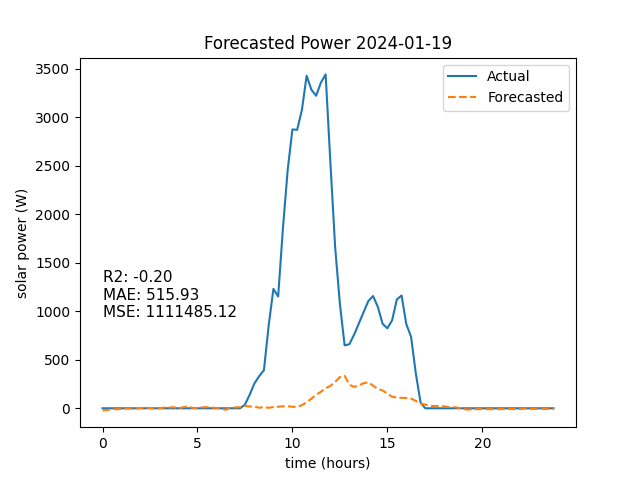 Forecasted Power 2024-01-19
Actual
Forecasted
3500
3000
2500
2000
1500
1000
500
0
solar power (W)
R2: -0.20
MAE: 515.93
MSE: 1111485.12
0 5 10 15 20
time (hours)